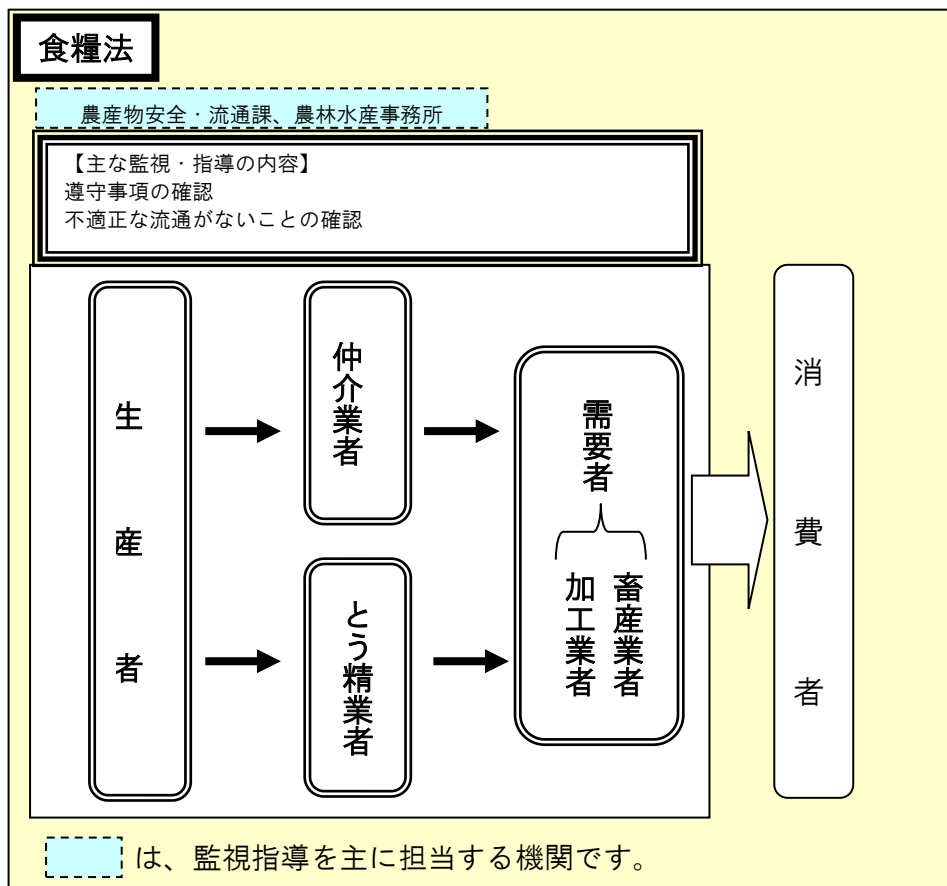 食糧法
農産物安全・流通課、農林水産事務所
【主な監視・指導の内容】
遵守事項の確認
不適正な流通がないことの確認
生産者
仲介業者
とう精業者
需要者
畜産業者
加工業者
消費者
は、監視指導を主に担当する機関です。